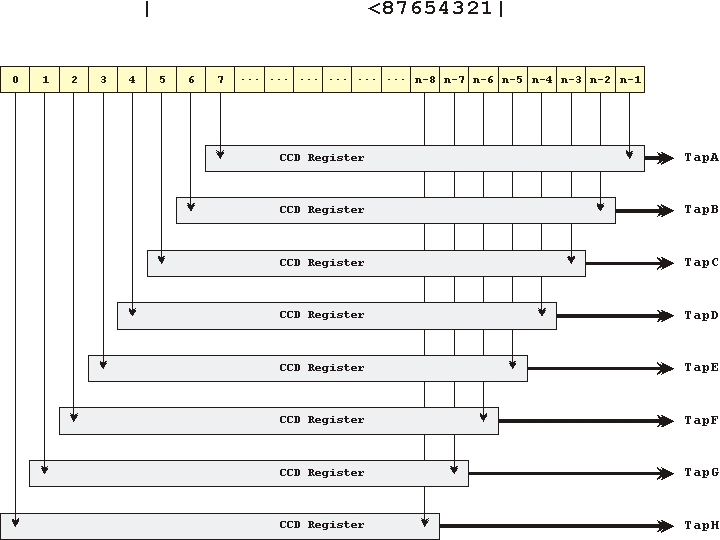 | <87654321|
0 1 2 3 4 5 6 7 ... ... ... ... ... ... n-8 n-7 n-6 n-5 n-4 n-3 n-2 n-1
CCD Register TapA
CCD Register TapB
CCD Register TapC
CCD Register TapD
CCD Register TapE
CCD Register TapF
CCD Register TapG
CCD Register TapH